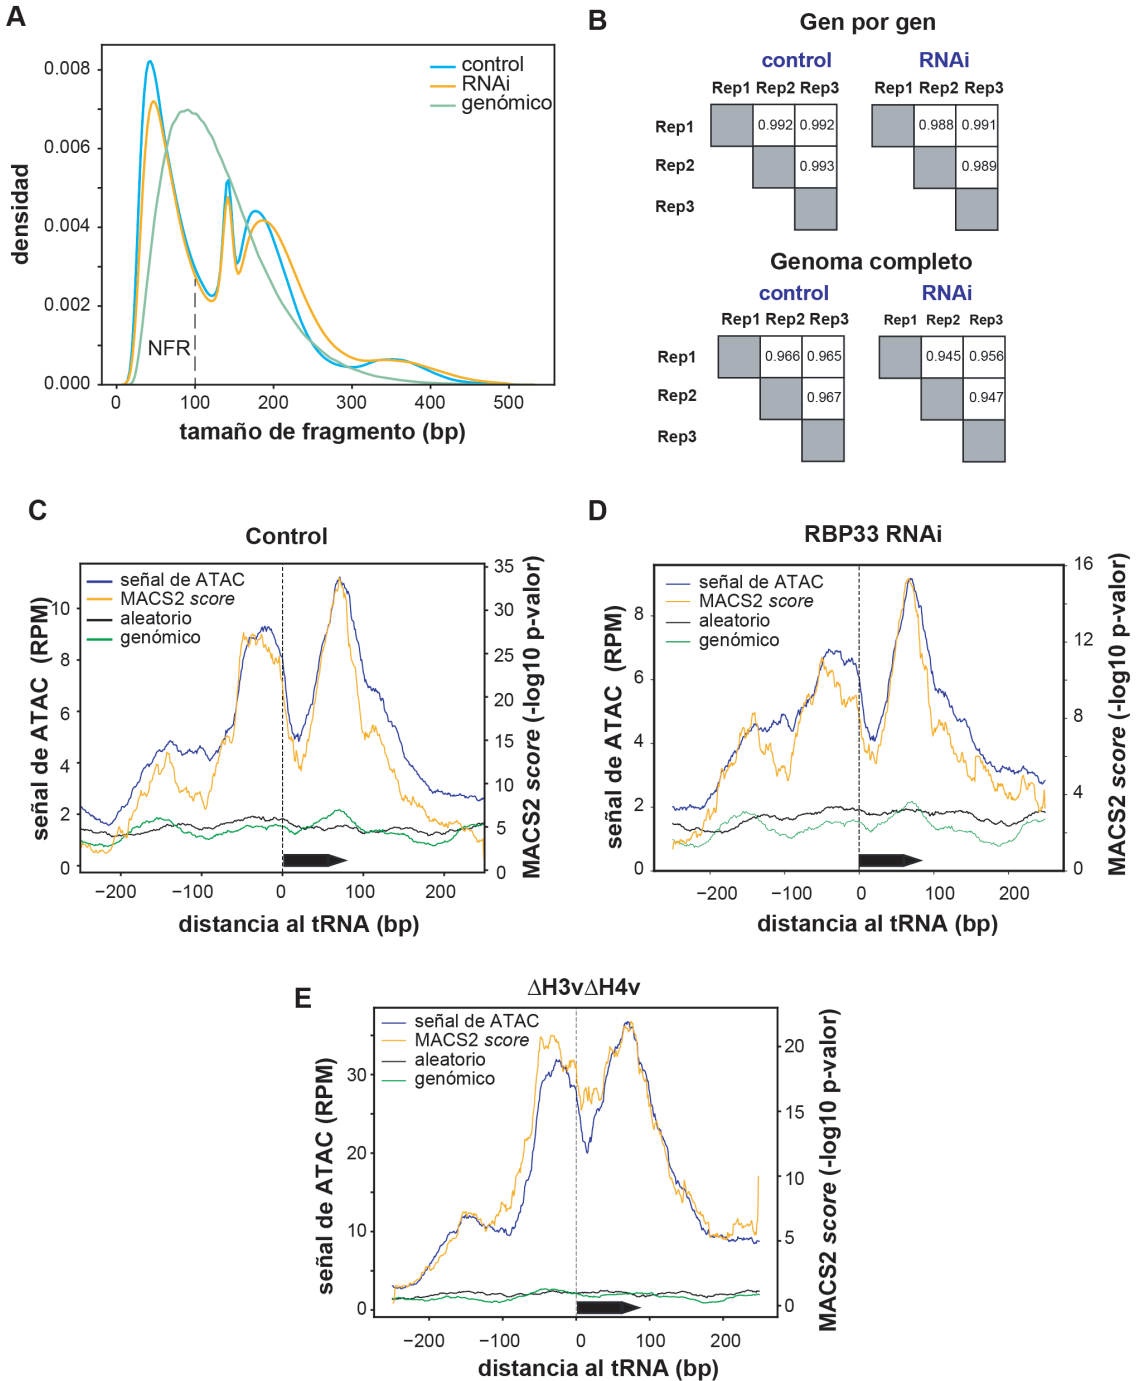 A
0.008
0.006
0.004
0.002
0.000
densidad
control
RNAi
genómico
NFR
0 100 200 300 400 500
tamaño de fragmento (bp)
B
Gen por gen
control RNAi
Rep1 Rep2 Rep3 Rep1 Rep2 Rep3
Rep1 0.992 0.992 0.988 0.991
Rep2 0.993 0.989
Rep3
Genoma completo
control RNAi
Rep1 Rep2 Rep3 Rep1 Rep2 Rep3
Rep1 0.966 0.965 0.945 0.956
Rep2 0.967 0.947
Rep3
C
Control
señal de ATAC
MACS2 score
aleatorio
genómico
señal de ATAC (RPM)
10
8
6
4
2
0
MACS2 score (-log10 p-valor)
35
30
25
20
15
10
5
0
−200 −100 0 100 200
distancia al tRNA (bp)
D
RBP33 RNAi
señal de ATAC
MACS2 score
aleatorio
genómico
señal de ATAC (RPM)
8
6
4
2
0
MACS2 score (-log10 p-valor)
16
12
8
4
0
−200 −100 0 100 200
distancia al tRNA (bp)
E
ΔH3vΔH4v
señal de ATAC
MACS2 score
aleatorio
genómico
señal de ATAC (RPM)
30
20
10
0
MACS2 score (-log10 p-valor)
20
15
10
5
0
−200 −100 0 100 200
distancia al tRNA (bp)